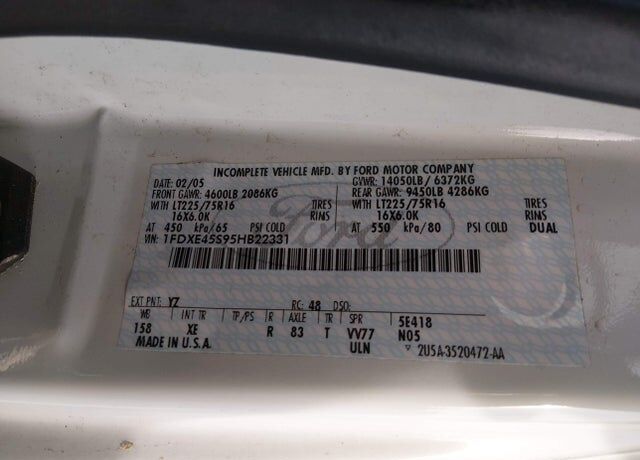 INCOMPLETE VEHICLE MFD. BY FORD MOTOR COMPANY
DATE: 02/05 GVWR: 14050LB/ 6372KG
FRONT GAWR: 4600LB 2086KG REAR GAWR: 9450LB 4286KG
WITH LT225/75R16 TIRES WITH LT225/75R16 TIRES
16X6.0K RINS 16X6.0K RINS
AT 450 kPa/65 PSI COLD AT 550 kPa/80 PSI COLD DUAL
VIN: 1FDXE45S95HB22331
Ford
EXT PNT: YZ RC: 48 DSO:
WB INT TR TP/PS R AXLE TR SPR 5E418
158 XE R 83 T VV77 N05
MADE IN U.S.A. ULN 2U5A-3520472-AA